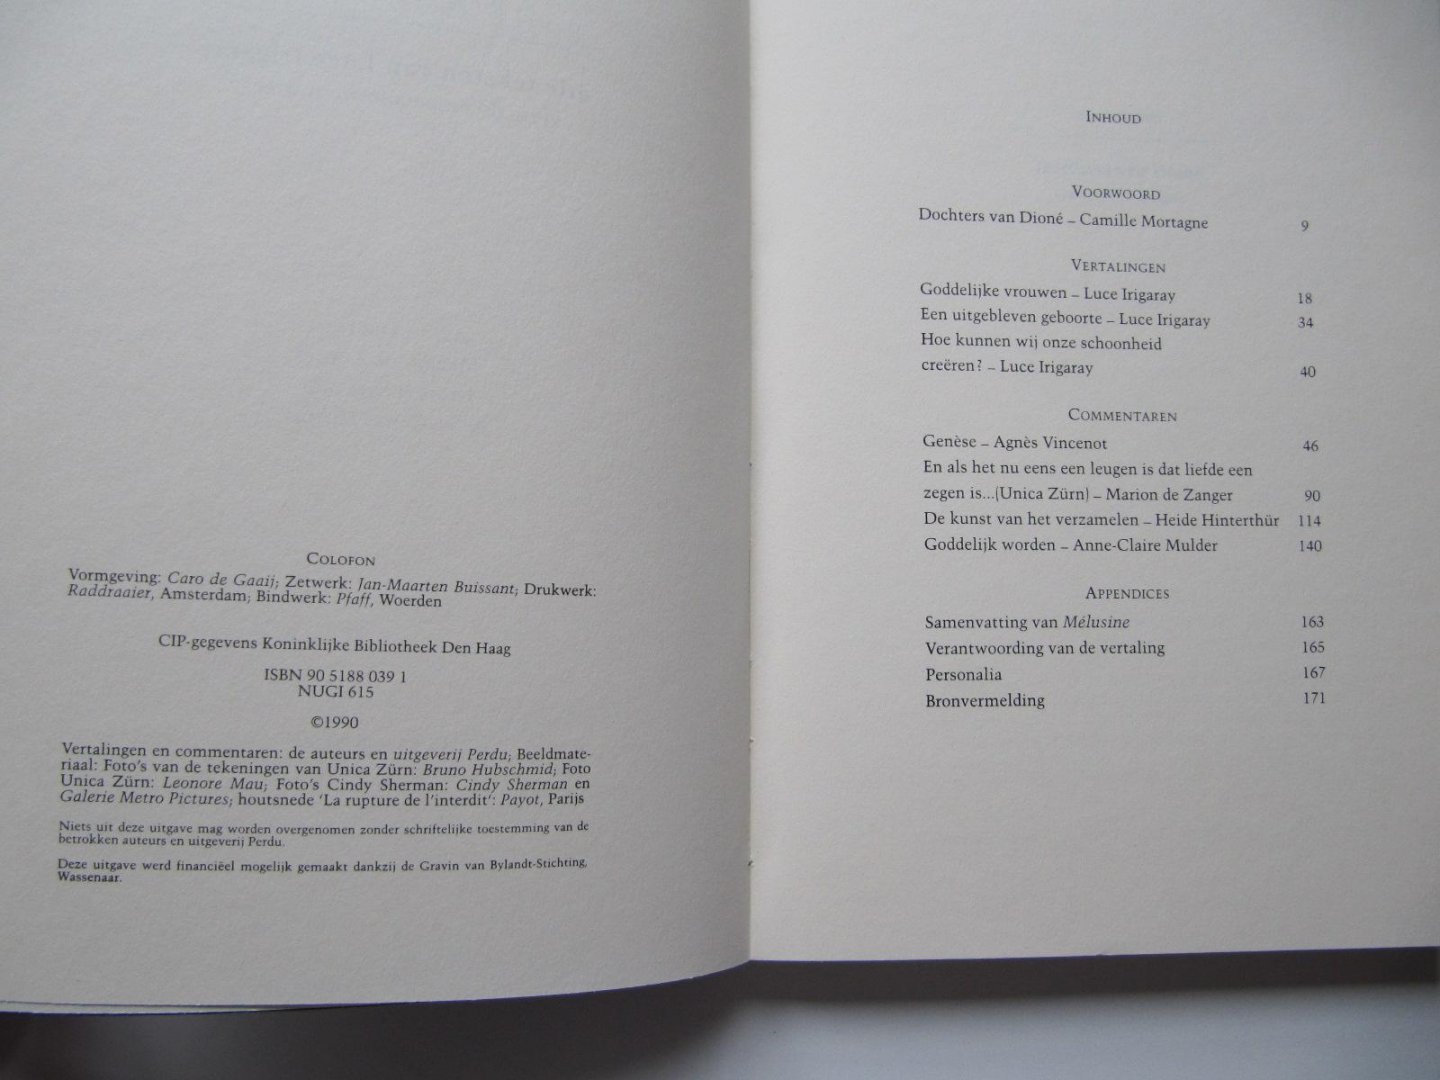 COLOFON
Vormgeving: Caro de Gaaij; Zetwerk: Jan-Maarten Buissant; Drukwerk:
Raddraaier, Amsterdam; Bindwerk: Pfaff, Woerden
CIP-gegevens Koninklijke Bibliotheek Den Haag
ISBN 90 5188 039 1
NUGI 615
©1990
Vertalingen en commentaren: de auteurs en uitgeverij Perdu; Beeldmate-
riaal: Foto's van de tekeningen van Unica Zürn: Bruno Hubschmid; Foto
Unica Zürn: Leonore Mau; Foto's Cindy Sherman: Cindy Sherman en
Galerie Metro Pictures; houtsnede 'La rupture de l'interdit': Payot, Parijs
Niets uit deze uitgave mag worden overgenomen zonder schriftelijke toestemming van de
betrokken auteurs en uitgeverij Perdu.
Deze uitgave werd financiëel mogelijk gemaakt dankzij de Gravin van Bylandt-Stichting,
Wassenaar.
INHOUD
VOORWOORD
Dochters van Dioné – Camille Mortagne 9
VERTALINGEN
Goddelijke vrouwen – Luce Irigaray 18
Een uitgebleven geboorte – Luce Irigaray 34
Hoe kunnen wij onze schoonheid
creëren? – Luce Irigaray 40
COMMENTAREN
Genèse – Agnès Vincenot 46
En als het nu eens een leugen is dat liefde een
zegen is...(Unica Zürn) – Marion de Zanger 90
De kunst van het verzamelen – Heide Hinterthür 114
Goddelijk worden – Anne-Claire Mulder 140
APPENDICES
Samenvatting van Mélusine 163
Verantwoording van de vertaling 165
Personalia 167
Bronvermelding 171